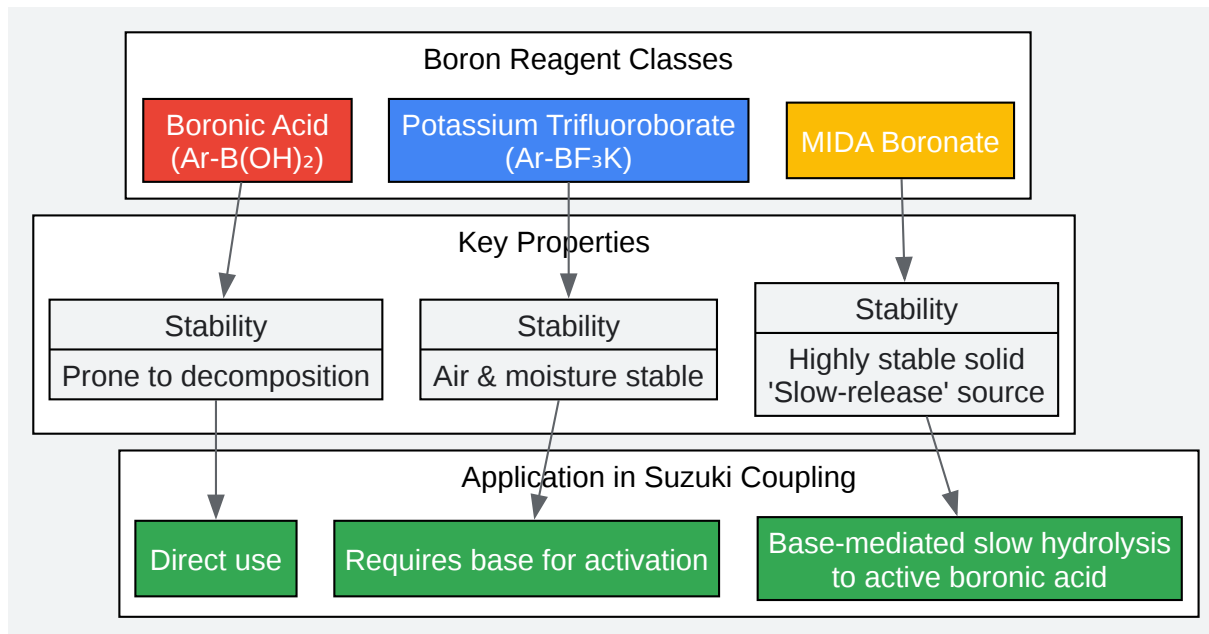 Boron Reagent Classes
Boronic Acid
(Ar-B(OH)₂)
Potassium Trifluoroborate
(Ar-BF₃K)
MIDA Boronate
Key Properties
Stability
Prone to decomposition
Stability
Air & moisture stable
Stability
Highly stable solid
'Slow-release' source
Application in Suzuki Coupling
Direct use
Requires base for activation
Base-mediated slow hydrolysis
to active boronic acid